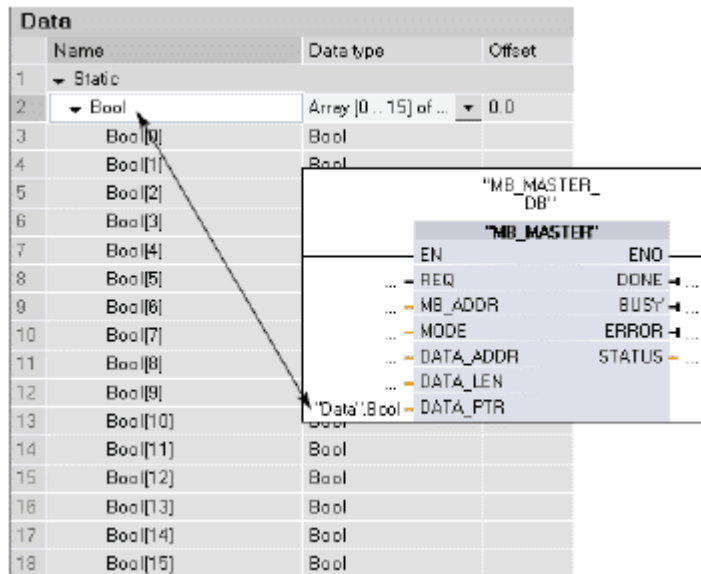 Data
Name Data type Offset
1 Static
2 Bool Array [0 .. 15] of ... 0.0
3 Bool[0] Bool
4 Bool[1] Bool
5 Bool[2]
6 Bool[3]
7 Bool[4]
8 Bool[5]
9 Bool[6]
10 Bool[7]
11 Bool[8]
12 Bool[9]
13 Bool[10] Bool
14 Bool[11] Bool
15 Bool[12] Bool
16 Bool[13] Bool
17 Bool[14] Bool
18 Bool[15] Bool
"MB_MASTER_
DB"
"MB_MASTER"
EN ENO
... REQ DONE ...
... MB_ADDR BUSY ...
... MODE ERROR ...
... DATA_ADDR STATUS ...
... DATA_LEN
"Data".Bool DATA_PTR